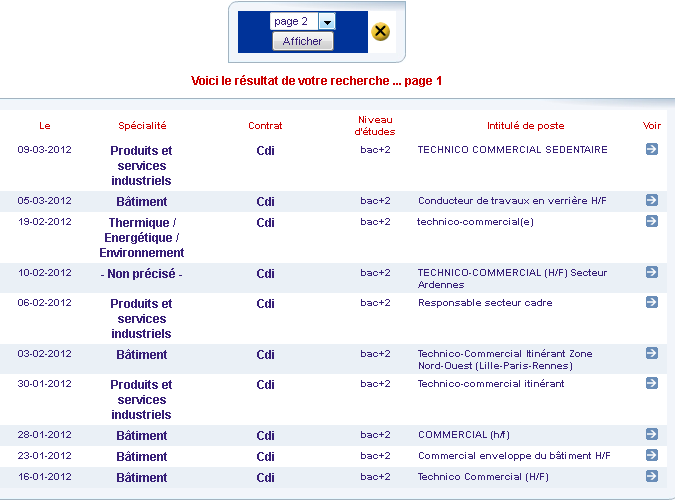 page 2
Afficher
Voici le résultat de votre recherche ... page 1
Le Spécialité Contrat Niveau d'études Intitulé de poste Voir
09-03-2012 Produits et services industriels Cdi bac+2 TECHNICO COMMERCIAL SEDENTAIRE
05-03-2012 Bâtiment Cdi bac+2 Conducteur de travaux en verrière H/F
19-02-2012 Thermique / Energétique / Environnement Cdi bac+2 technico-commercial(e)
10-02-2012 - Non précisé - Cdi bac+2 TECHNICO-COMMERCIAL (H/F) Secteur Ardennes
06-02-2012 Produits et services industriels Cdi bac+2 Responsable secteur cadre
03-02-2012 Bâtiment Cdi bac+2 Technico-Commercial Itinérant Zone Nord-Ouest (Lille-Paris-Rennes)
30-01-2012 Produits et services industriels Cdi bac+2 Technico-commercial itinérant
28-01-2012 Bâtiment Cdi bac+2 COMMERCIAL (h/f)
23-01-2012 Bâtiment Cdi bac+2 Commercial enveloppe du bâtiment H/F
16-01-2012 Bâtiment Cdi bac+2 Technico Commercial (H/F)